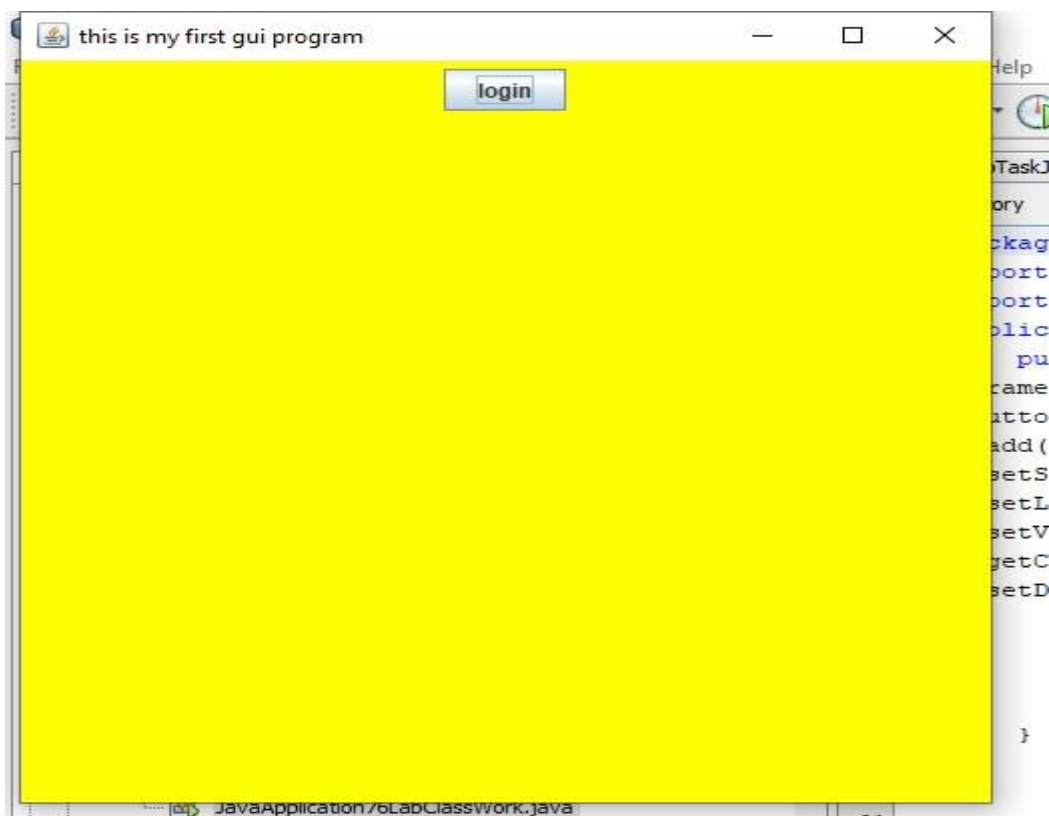 this is my first gui program
Help
login
TaskJ
ory
ckag
port
port
blic
pu
rame
utto
add(
setS
setL
setV
getC
setD
}
JavaApplication76LabClassWork.java